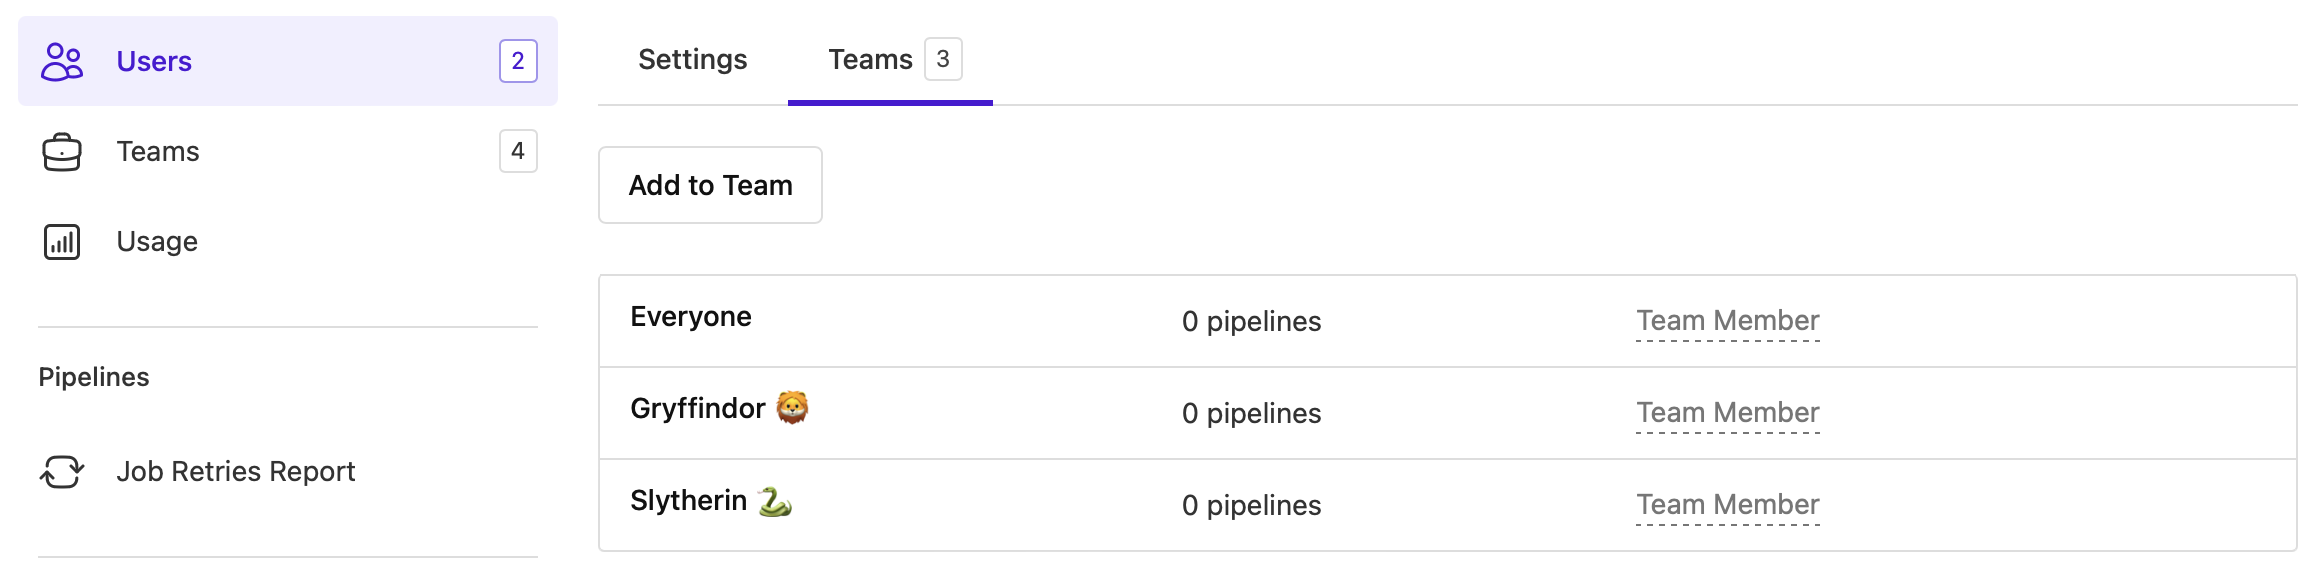 Users 2
Teams 4
Usage
Pipelines
Job Retries Report
Settings Teams 3
Add to Team
Everyone 0 pipelines Team Member
Gryffindor 🦁 0 pipelines Team Member
Slytherin 🐍 0 pipelines Team Member